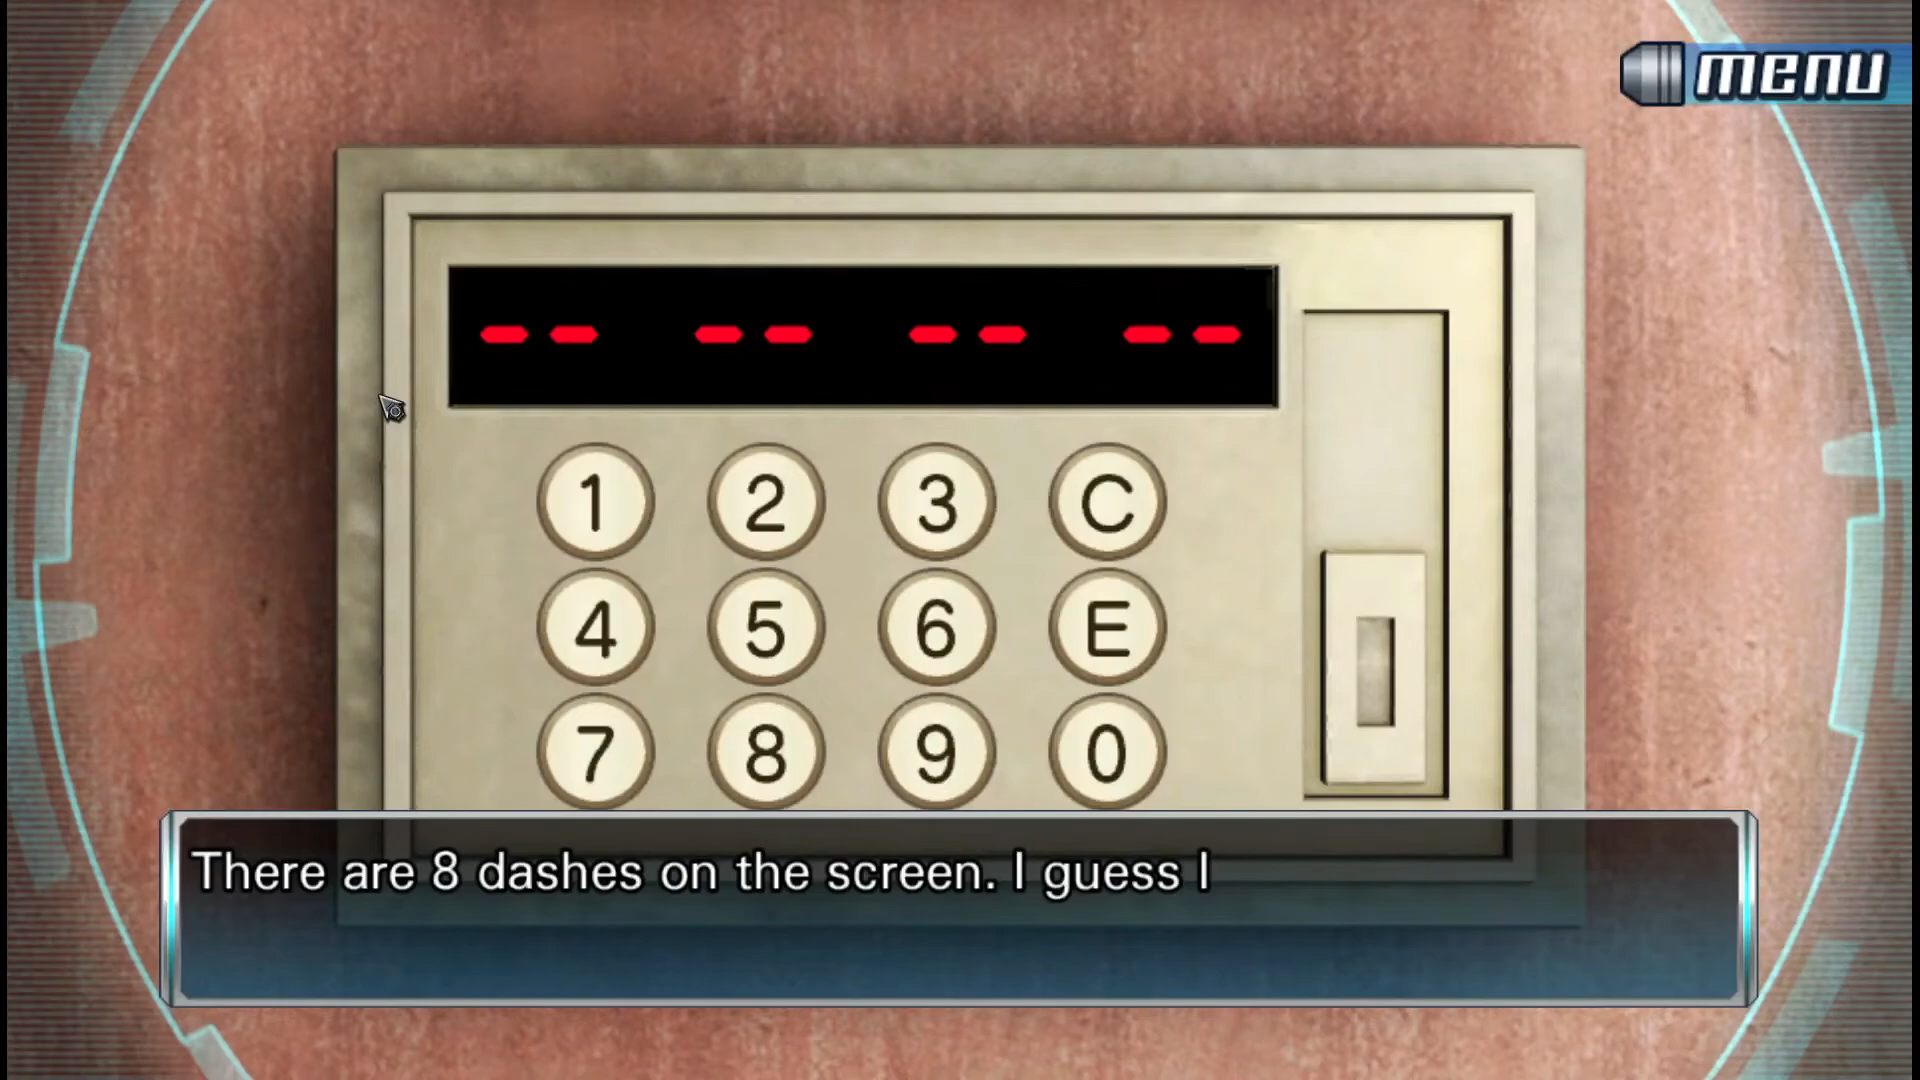 menu
1 2 3 C
4 5 6 E
7 8 9 0
There are 8 dashes on the screen. I guess I